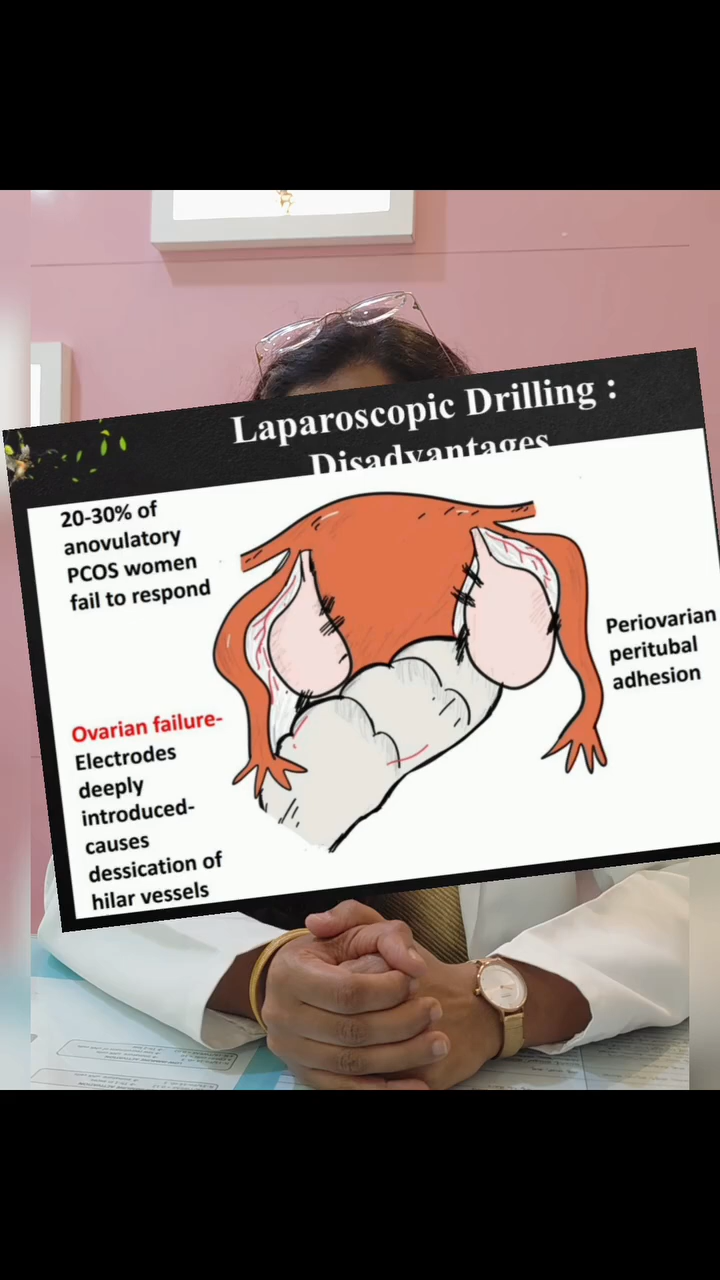 Laparoscopic Drilling :
Disadvantages
20-30% of
anovulatory
PCOS women
fail to respond
Ovarian failure-
Electrodes
deeply
introduced-
causes
dessication of
hilar vessels
Periovarian
peritubal
adhesion